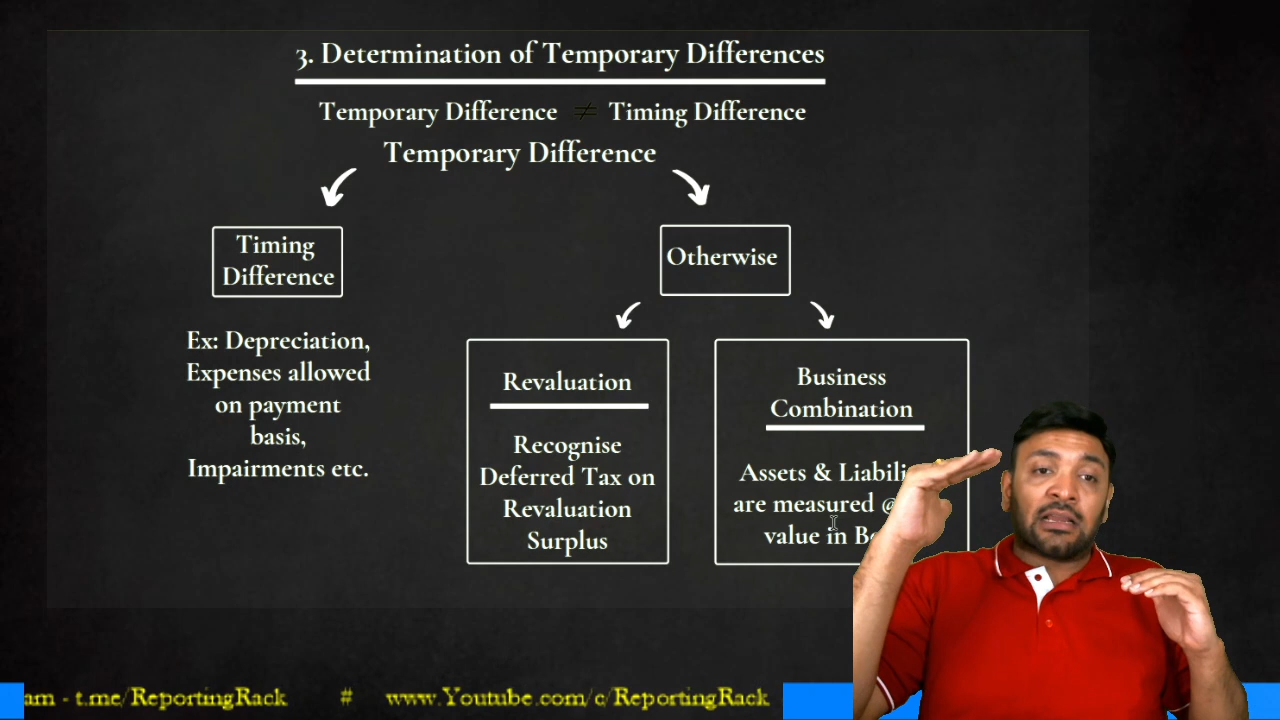 3. Determination of Temporary Differences
Temporary Difference ≠ Timing Difference
Temporary Difference
Timing
Difference
Otherwise
Ex: Depreciation,
Expenses allowed
on payment
basis,
Impairments etc.
Revaluation
Recognise
Deferred Tax on
Revaluation
Surplus
Business
Combination
Assets &
are measured @
value in
am - t.me/ReportingRack # www.Youtube.com/c/ReportingRack